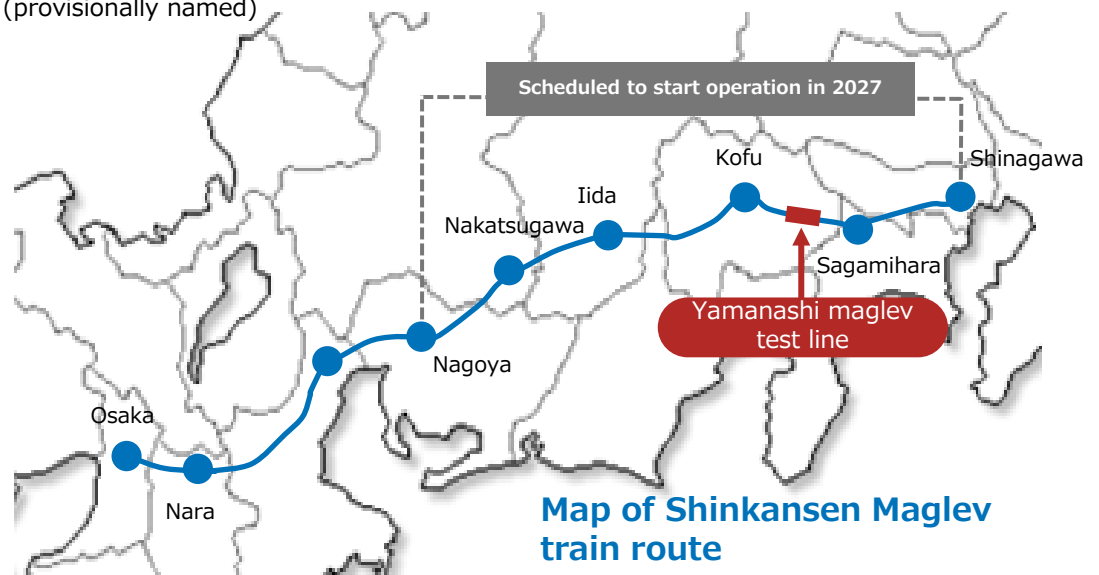 (provisionally named)
Scheduled to start operation in 2027
Kofu
Shinagawa
Iida
Nakatsugawa
Sagamihara
Yamanashi maglev
test line
Nagoya
Osaka
Nara
Map of Shinkansen Maglev
train route